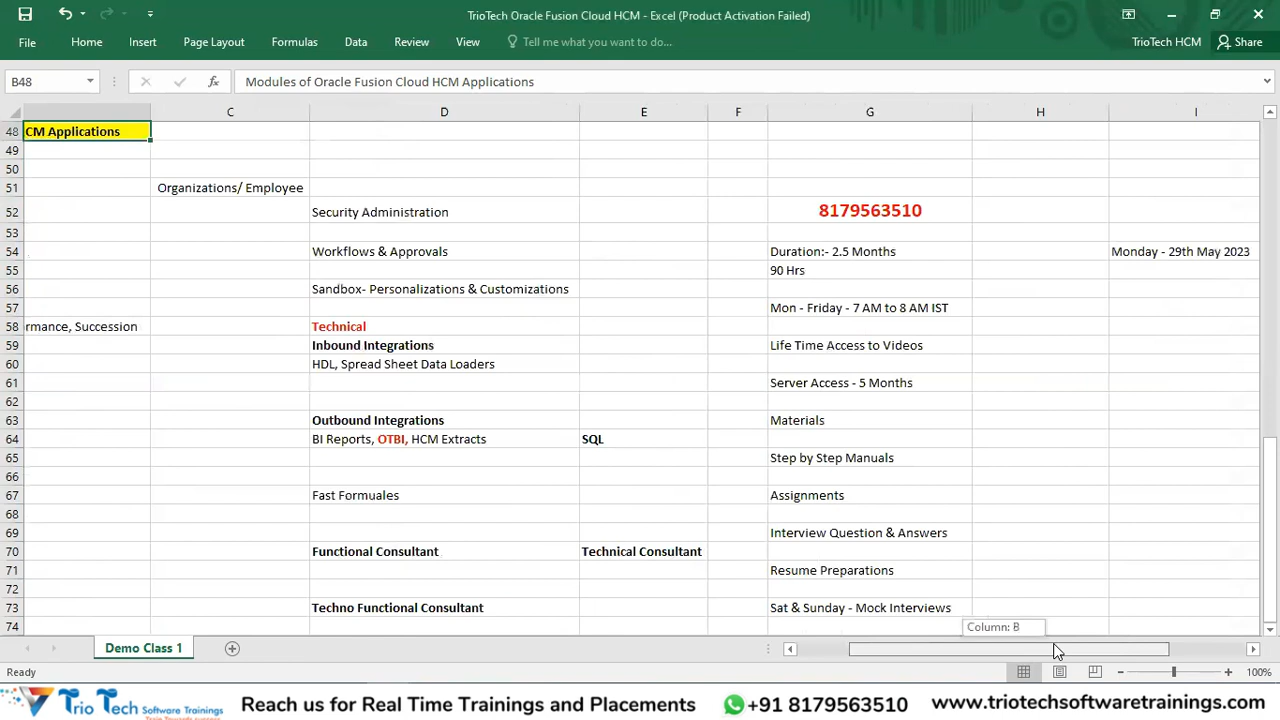 TrioTech Oracle Fusion Cloud HCM - Excel (Product Activation Failed)
File Home Insert Page Layout Formulas Data Review View Tell me what you want to do... TrioTech HCM Share
B48 fx Modules of Oracle Fusion Cloud HCM Applications
C D E F G H I
48 CM Applications
49
50
51 Organizations/ Employee
52 Security Administration 8179563510
53
54 Workflows & Approvals Duration:- 2.5 Months Monday - 29th May 2023
55 90 Hrs
56 Sandbox- Personalizations & Customizations
57 Mon - Friday - 7 AM to 8 AM IST
58 rmance, Succession Technical
59 Inbound Integrations Life Time Access to Videos
60 HDL, Spread Sheet Data Loaders
61 Server Access - 5 Months
62
63 Outbound Integrations Materials
64 BI Reports, OTBI, HCM Extracts SQL
65 Step by Step Manuals
66
67 Fast Formuales Assignments
68
69 Interview Question & Answers
70 Functional Consultant Technical Consultant
71 Resume Preparations
72
73 Techno Functional Consultant Sat & Sunday - Mock Interviews
74
Column: B
Demo Class 1
Ready 100%
Trio Tech Software Trainings
Train Towards success
Reach us for Real Time Trainings and Placements +91 8179563510 www.triotechsoftwaretrainings.com